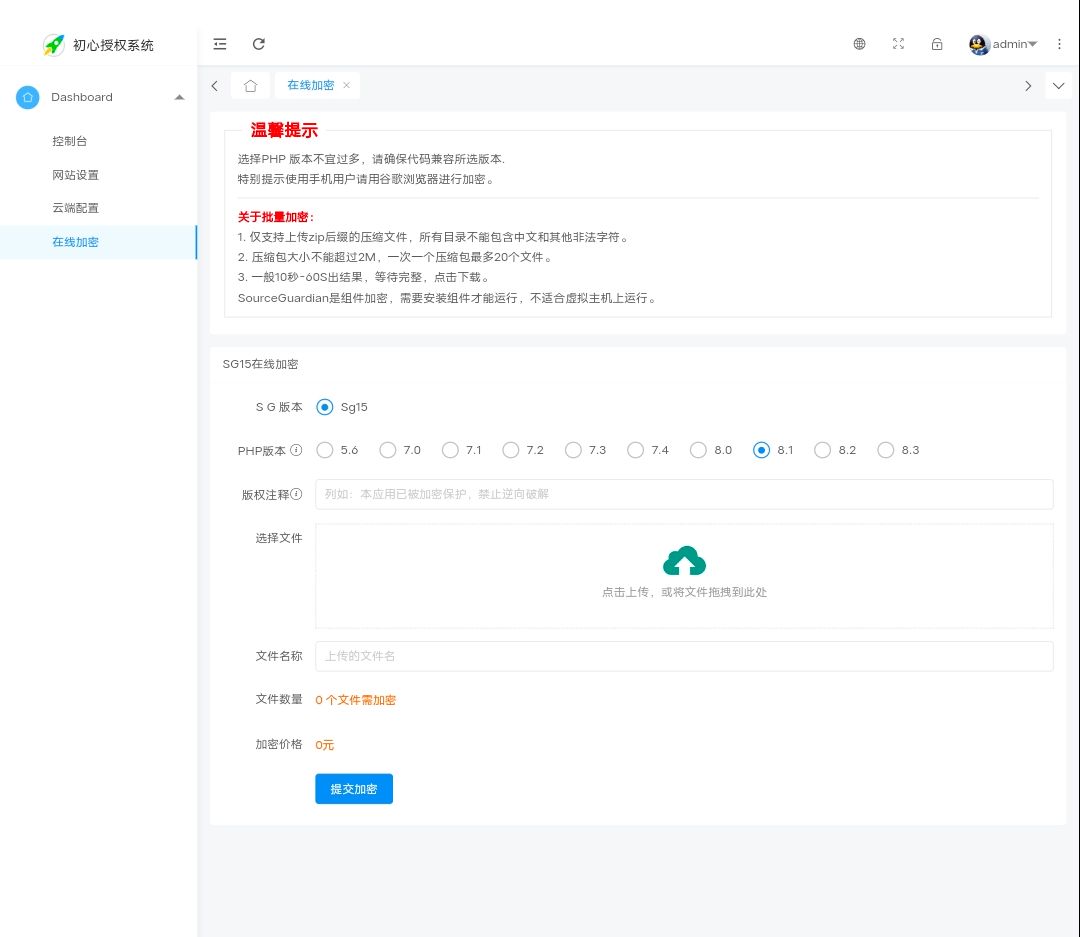 初心授权系统
admin
Dashboard
在线加密
控制台
网站设置
云端配置
在线加密
温馨提示
选择PHP 版本不宜过多，请确保代码兼容所选版本.
特别提示使用手机用户请用谷歌浏览器进行加密。
关于批量加密：
1. 仅支持上传zip后缀的压缩文件，所有目录不能包含中文和其他非法字符。
2. 压缩包大小不能超过2M，一次一个压缩包最多20个文件。
3. 一般10秒-60S出结果，等待完整，点击下载。
SourceGuardian是组件加密，需要安装组件才能运行，不适合虚拟主机上运行。
SG15在线加密
S G 版本 Sg15
PHP版本 5.6 7.0 7.1 7.2 7.3 7.4 8.0 8.1 8.2 8.3
版权注释 列如：本应用已被加密保护，禁止逆向破解
选择文件
点击上传，或将文件拖拽到此处
文件名称 上传的文件名
文件数量 0 个文件需加密
加密价格 0元
提交加密